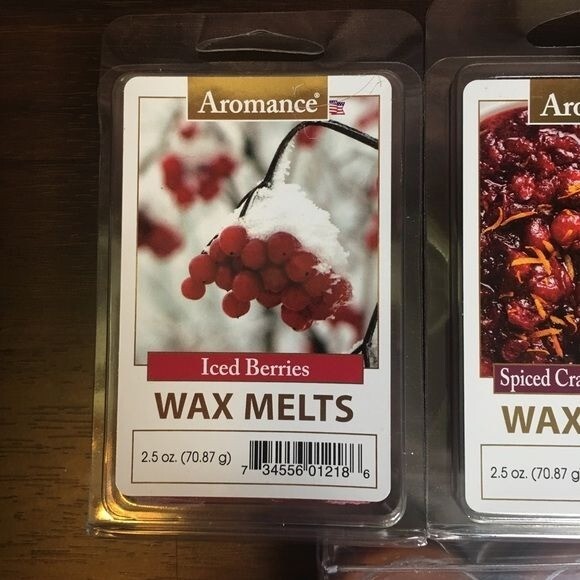 Aromance®
Iced Berries
WAX MELTS
2.5 oz. (70.87 g)
7 34556 01218 6
Aro
Spiced Cra
WAX
2.5 oz. (70.87 g